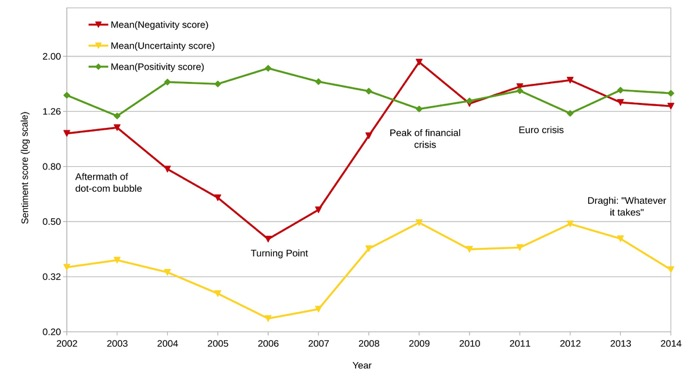 Mean(Negativity score)
Mean(Uncertainty score)
Mean(Positivity score)
2.00
1.26
0.80
0.50
0.32
0.20
Sentiment score (log scale)
Aftermath of
dot-com bubble
Turning Point
Peak of financial
crisis
Euro crisis
Draghi: "Whatever
it takes"
2002 2003 2004 2005 2006 2007 2008 2009 2010 2011 2012 2013 2014
Year